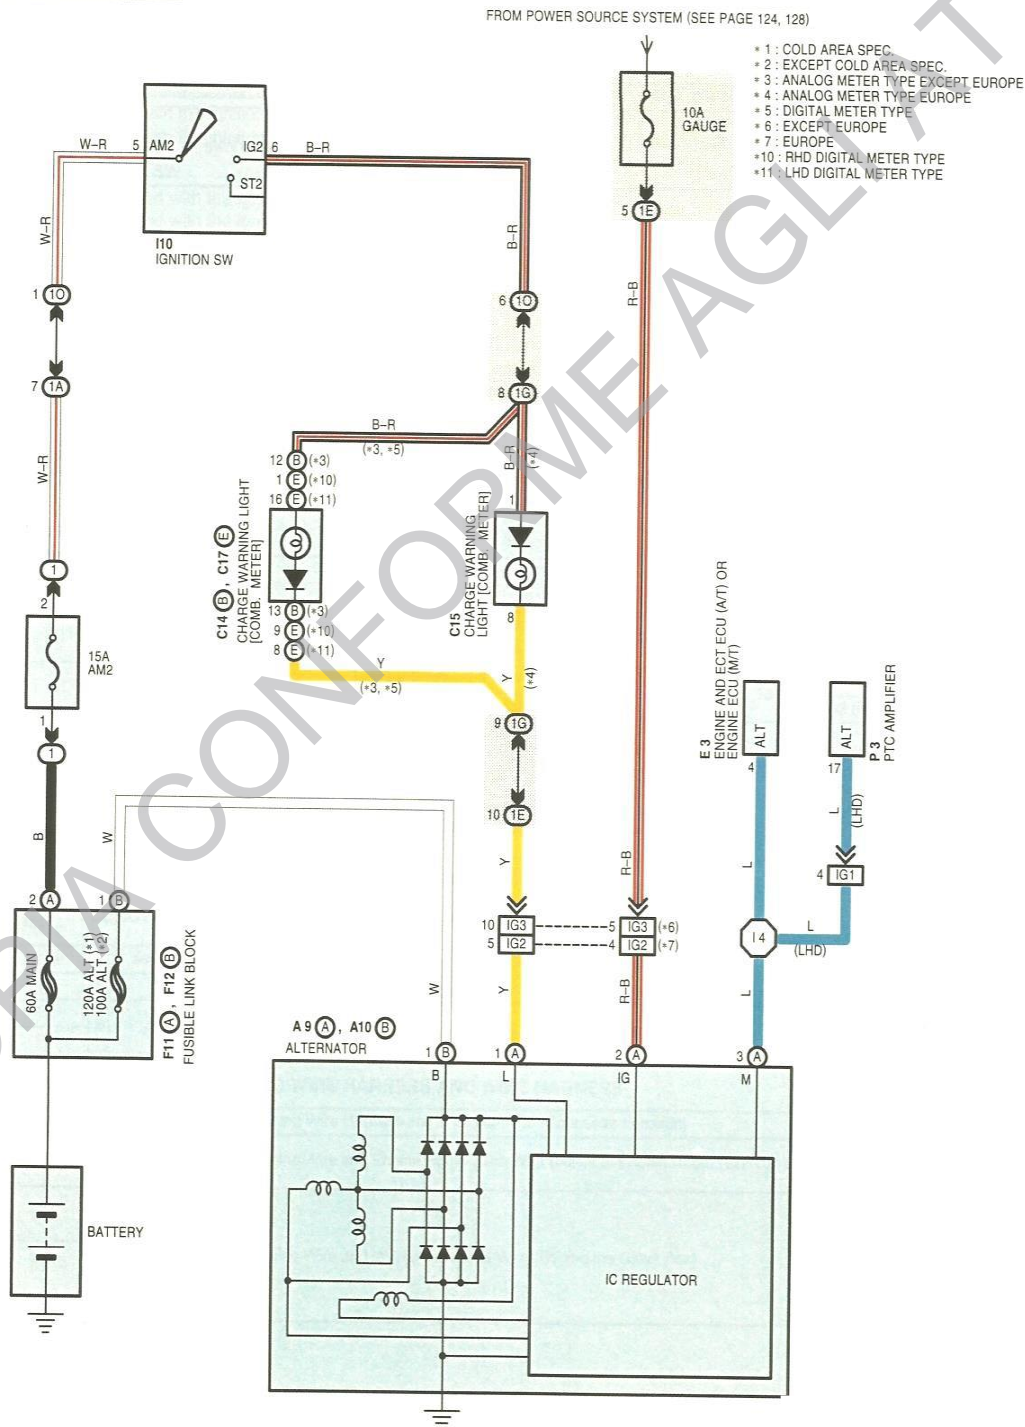 FROM POWER SOURCE SYSTEM (SEE PAGE 124, 128)
* 1 : COLD AREA SPEC.
* 2 : EXCEPT COLD AREA SPEC.
* 3 : ANALOG METER TYPE EXCEPT EUROPE
* 4 : ANALOG METER TYPE EUROPE
* 5 : DIGITAL METER TYPE
* 6 : EXCEPT EUROPE
* 7 : EUROPE
*10 : RHD DIGITAL METER TYPE
*11 : LHD DIGITAL METER TYPE
10A
GAUGE
5 1E
W-R 5 AM2
IG2 6 B-R
ST2
I10
IGNITION SW
W-R
B-R
R-B
1 1O
6 1O
7 1A
8 1G
B-R
(*3, *5)
B-R
(*4)
W-R
12 B (*3)
1 E (*10)
16 E (*11)
1
C14 B , C17 E
CHARGE WARNING LIGHT
[COMB. METER]
C15
CHARGE WARNING
LIGHT [COMB. METER]
1
2
13 B (*3)
9 E (*10)
8 E (*11)
8
15A
AM2
Y
(*3, *5)
Y
(*4)
1
1
9 1G
E 3
ENGINE AND ECT ECU (A/T) OR
ENGINE ECU (M/T)
ALT
4
P 3
PTC AMPLIFIER
ALT
17
10 1E
B
W
Y
R-B
L
L
(LHD)
4 IG1
2 A
1 B
10 IG3
5 IG3 (*6)
5 IG2
4 IG2 (*7)
I 4
L
(LHD)
60A MAIN
120A ALT (*1)
100A ALT (*2)
F11 A , F12 B
FUSIBLE LINK BLOCK
W
Y
R-B
L
A 9 A , A10 B
ALTERNATOR
1 B
1 A
2 A
3 A
B
L
IG
M
BATTERY
IC REGULATOR
COPIA CONFORME AGLI AT